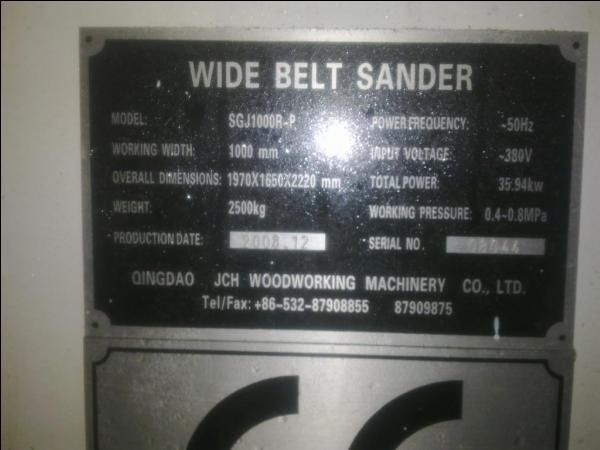 WIDE BELT SANDER
MODEL: SGJ1000R-P POWER FREQUENCY: ~50Hz
WORKING WIDTH: 1000 mm INPUT VOLTAGE ~380V
OVERALL DIMENSIONS: 1970X1650X2220 mm TOTAL POWER: 35.94kw
WEIGHT: 2500kg WORKING PRESSURE: 0.4~0.8MPa
PRODUCTION DATE: 2008.12 SERIAL NO.
QINGDAO JCH WOODWORKING MACHINERY CO., LTD.
Tel/Fax: +86-532-87908855 87909875
CE